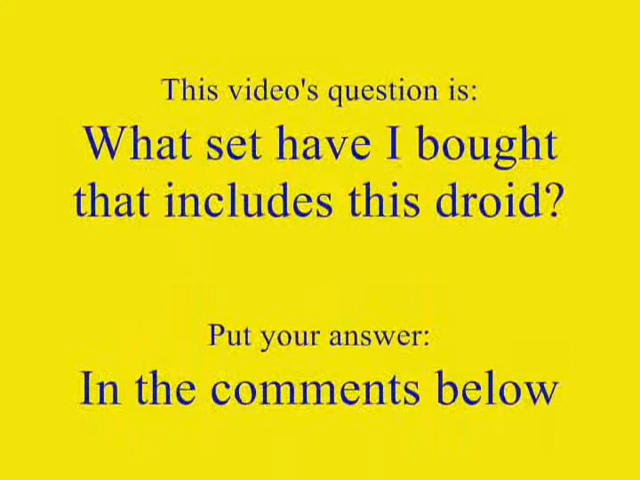 This video's question is:
What set have I bought
that includes this droid?
Put your answer:
In the comments below